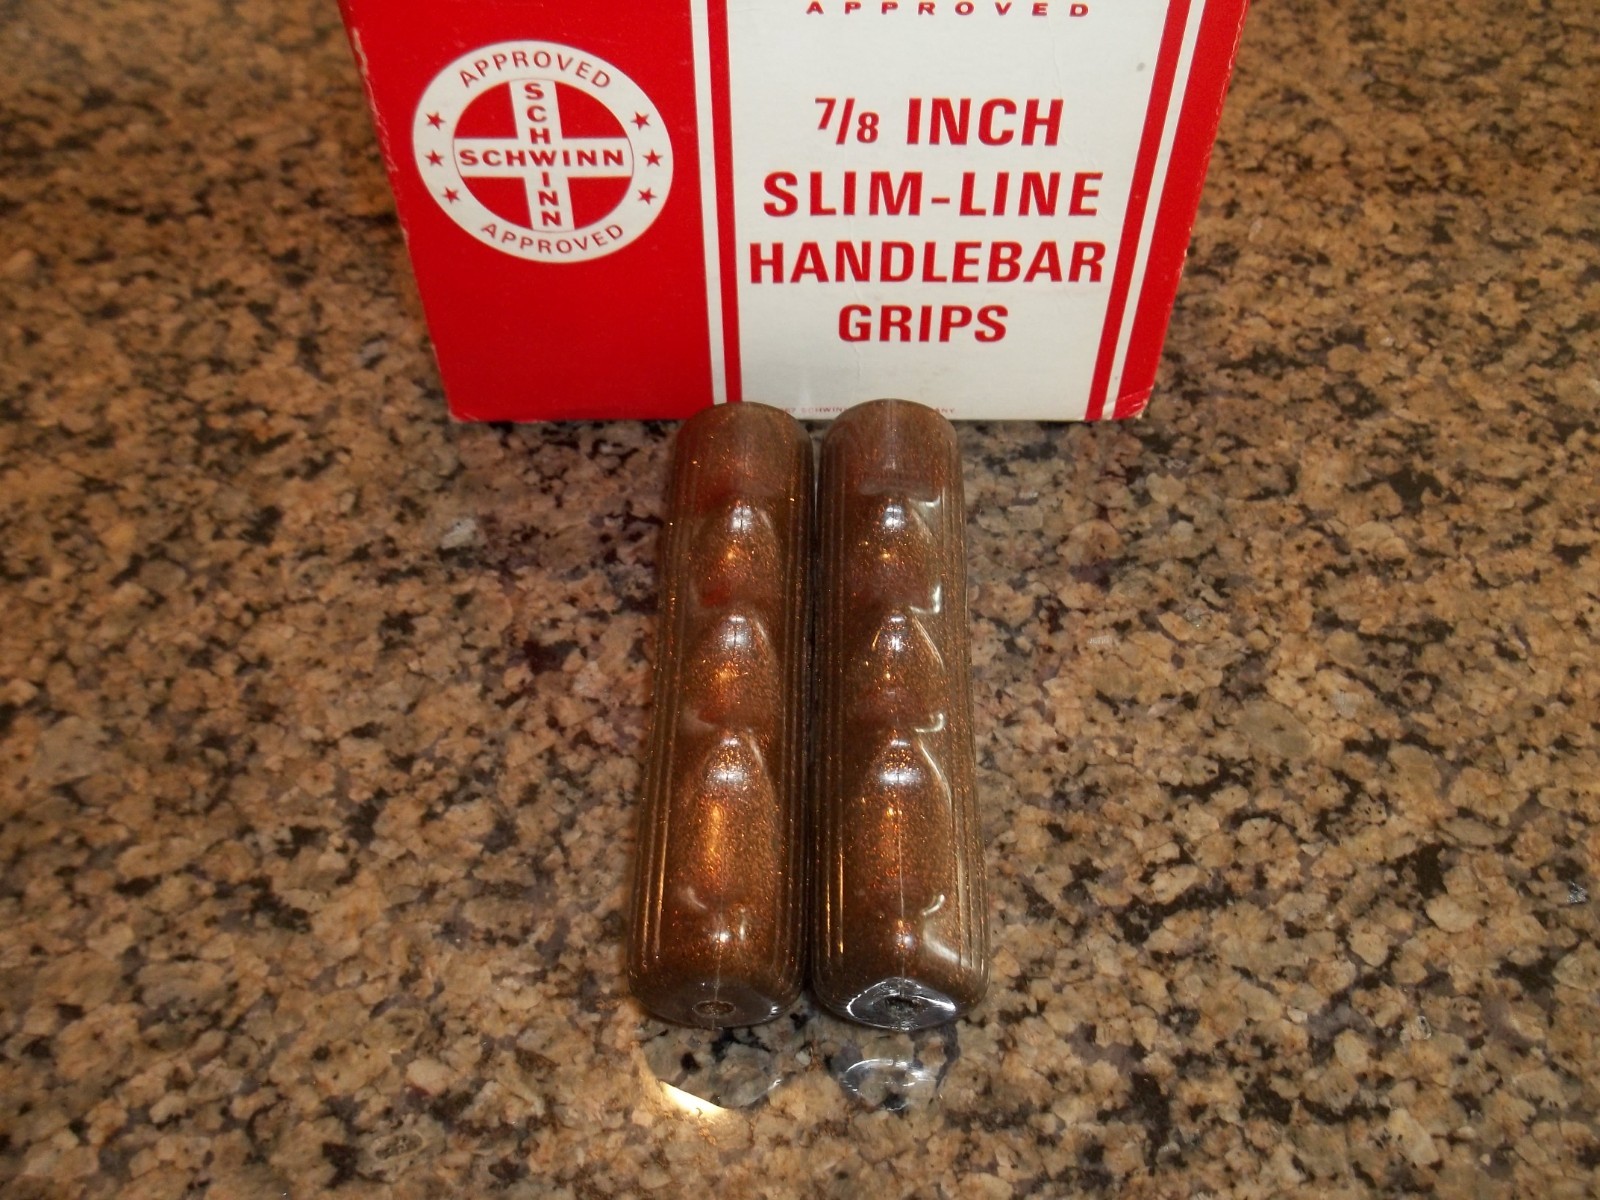 APPROVED
APPROVED
SCHWINN
SCHWINN
APPROVED
7/8 INCH
SLIM-LINE
HANDLEBAR
GRIPS